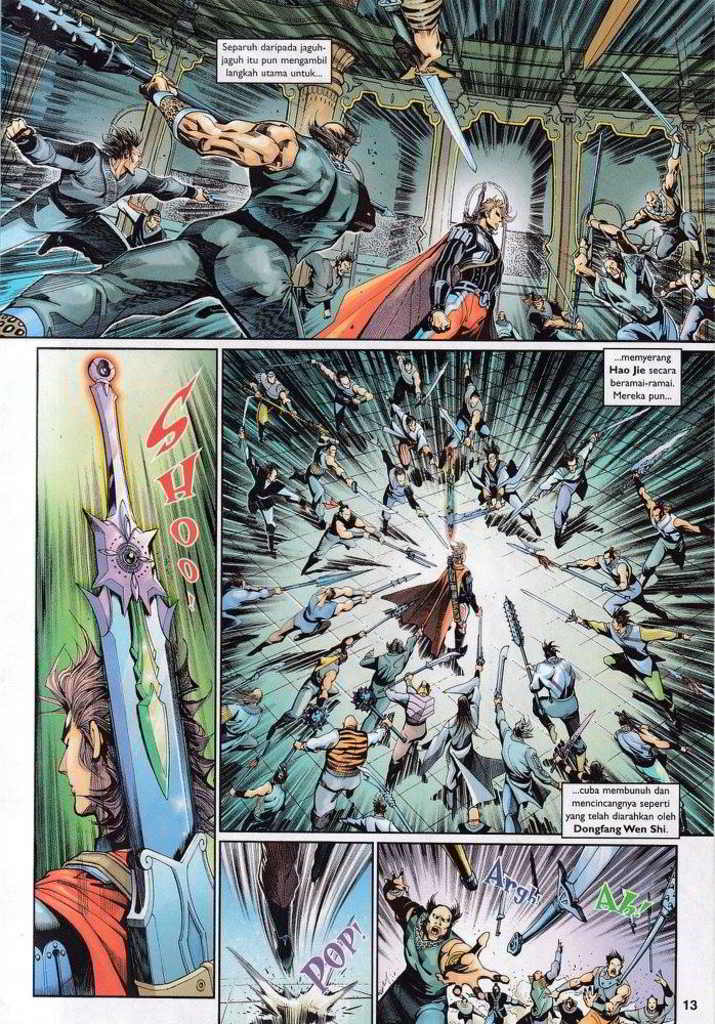 Separuh daripada jaguh-
jaguh itu pun mengambil
langkah utama untuk...
...memyerang
Hao Jie secara
beramai-ramai.
Mereka pun...
SHOO!
...cuba membunuh dan
mencincangnya seperti
yang telah diarahkan oleh
Dongfang Wen Shi.
POP!
Argh
Ah!
13